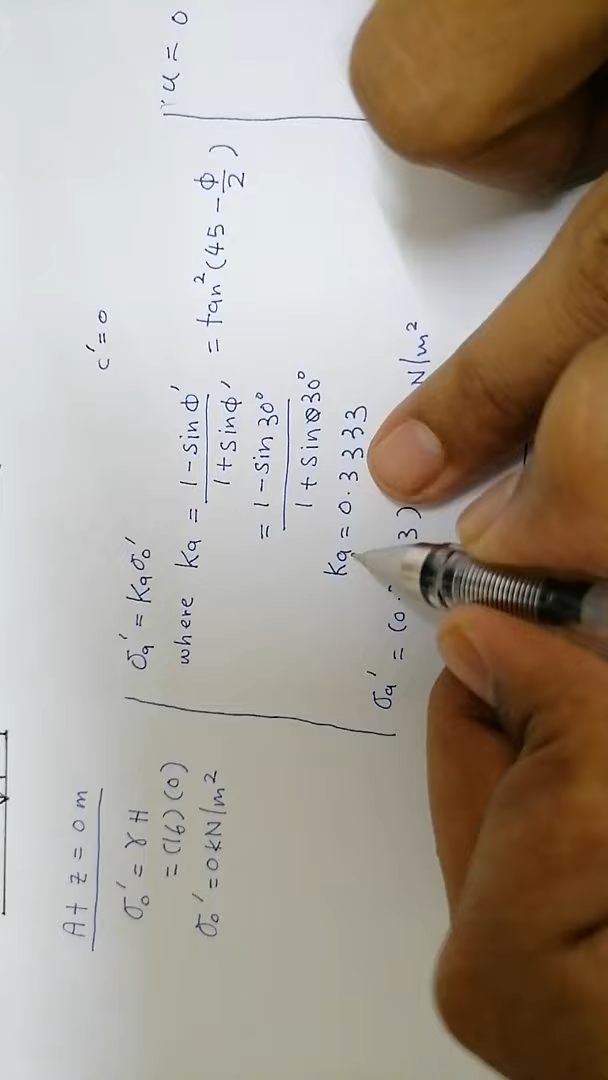 At z = 0 m
σo' = γ H
= (16) (0)
σo' = 0 kN/m²
c' = 0
σa' = Ka σo'
where Ka = 1 - sin φ' / 1 + sin φ' = tan² (45 - φ/2)
= 1 - sin 30° / 1 + sin 30°
Ka = 0.3333
σa' = (0. 3) N/m²
u = 0